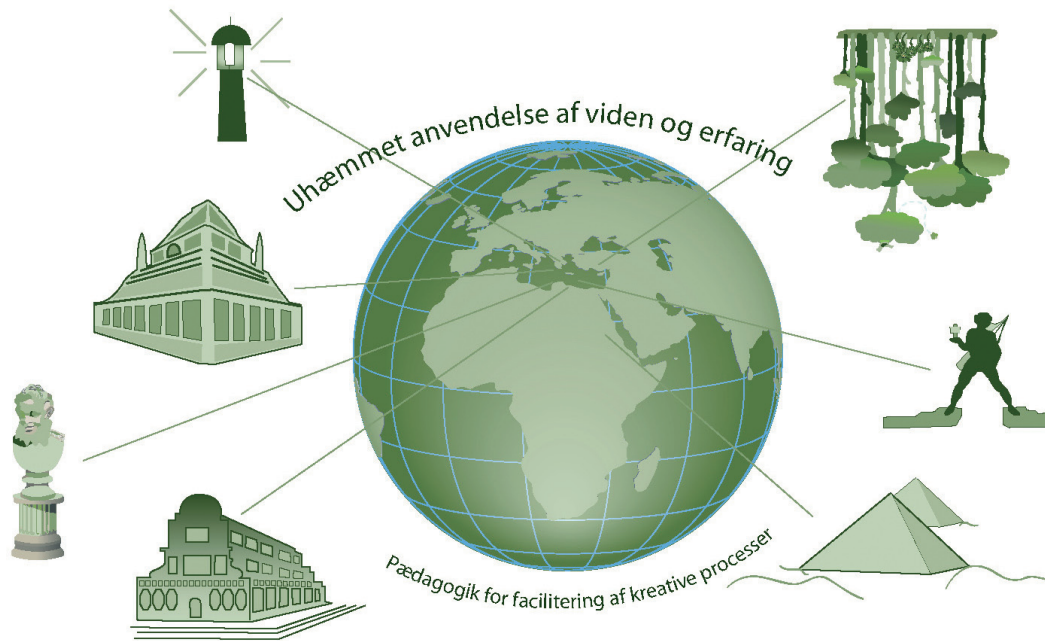 Uhæmmet anvendelse af viden og erfaring
Pædagogik for facilitering af kreative processer